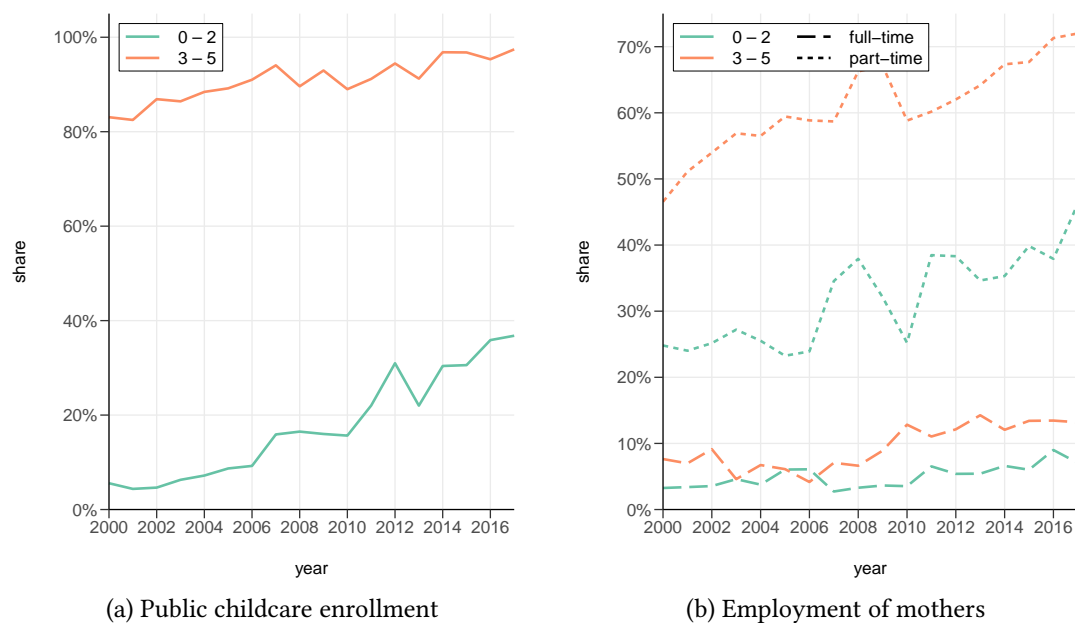 0 – 2
3 – 5
100%
80%
60%
40%
20%
0%
share
2000 2002 2004 2006 2008 2010 2012 2014 2016
year
(a) Public childcare enrollment
0 – 2 full−time
3 – 5 part−time
70%
60%
50%
40%
30%
20%
10%
0%
share
2000 2002 2004 2006 2008 2010 2012 2014 2016
year
(b) Employment of mothers